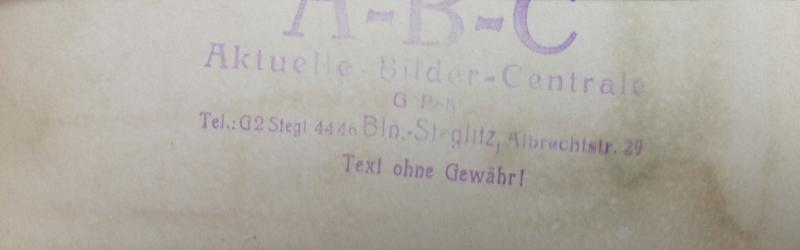 A-B-C
Aktuelle-Bilder-Centrale
G
Tel.: G2 Stegl 4446 Bln.-Steglitz, Albrechtstr. 29
Text ohne Gewähr!